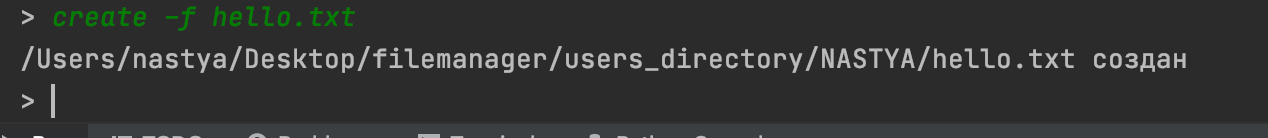 > create -f hello.txt
/Users/nastya/Desktop/filemanager/users_directory/NASTYA/hello.txt создан
>